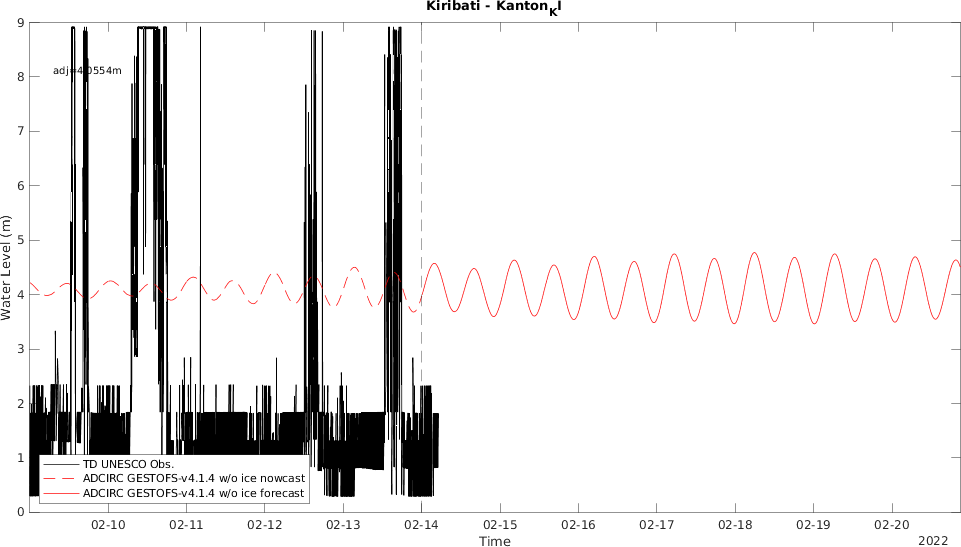 Kiribati - Kanton_KI
9
8
7
6
5
4
3
2
1
0
Water Level (m)
adj=4.0554m
TD UNESCO Obs.
ADCIRC GESTOFS-v4.1.4 w/o ice nowcast
ADCIRC GESTOFS-v4.1.4 w/o ice forecast
02-10 02-11 02-12 02-13 02-14 02-15 02-16 02-17 02-18 02-19 02-20
Time
2022